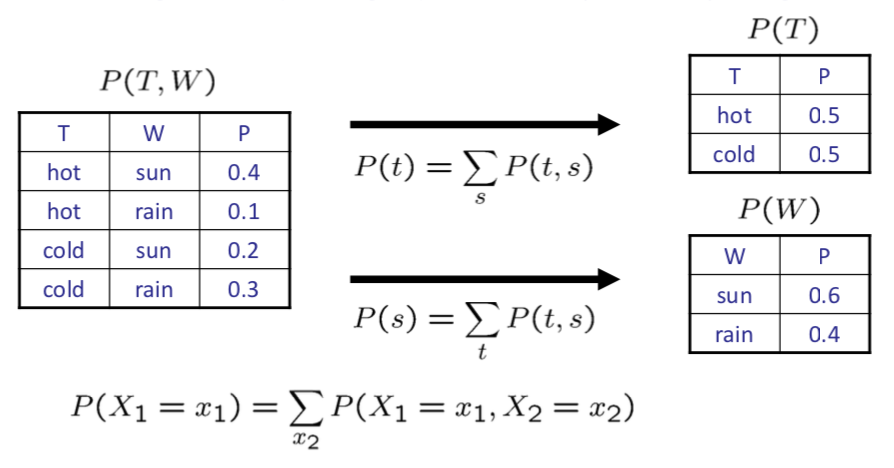 P(T, W)
T W P
hot sun 0.4
hot rain 0.1
cold sun 0.2
cold rain 0.3
P(t) = ∑_s P(t, s)
P(s) = ∑_t P(t, s)
P(T)
T P
hot 0.5
cold 0.5
P(W)
W P
sun 0.6
rain 0.4
P(X₁ = x₁) = ∑_{x₂} P(X₁ = x₁, X₂ = x₂)